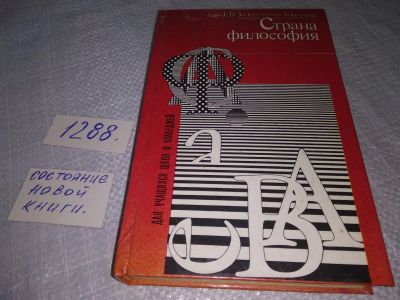 Страна
философия
ДЛЯ УЧАЩИХСЯ ШКОЛ И КОЛЛЕДЖЕЙ
1288.
состояние
новой
книги.